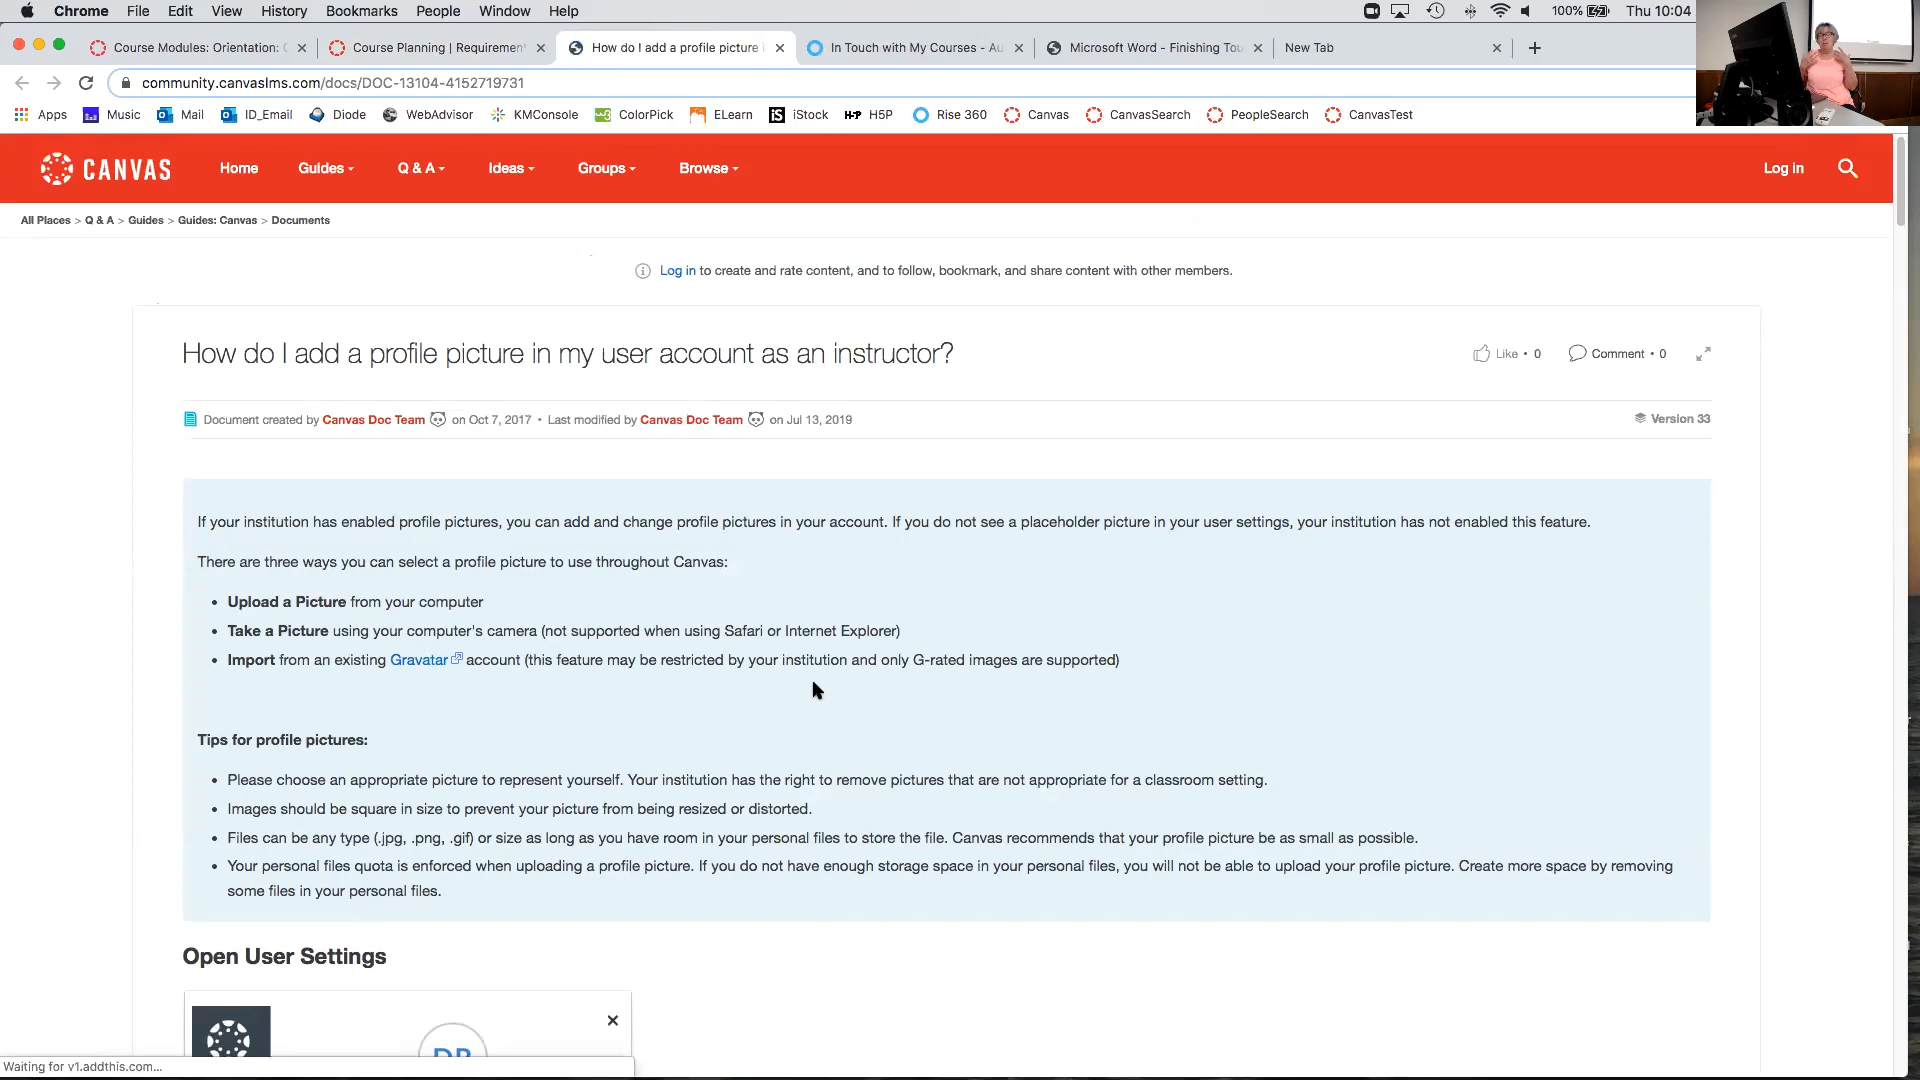 Chrome File Edit View History Bookmarks People Window Help 100% Thu 10:04
Course Modules: Orientation: Course Planning | Requiremen How do I add a profile picture In Touch with My Courses - Au Microsoft Word - Finishing Tou New Tab
community.canvaslms.com/docs/DOC-13104-4152719731
Apps Music Mail ID_Email Diode WebAdvisor KMConsole ColorPick ELearn iS iStock H-P H5P Rise 360 Canvas CanvasSearch PeopleSearch CanvasTest
CANVAS Home Guides Q & A Ideas Groups Browse Log in
All Places > Q & A > Guides > Guides: Canvas > Documents
Log in to create and rate content, and to follow, bookmark, and share content with other members.
How do I add a profile picture in my user account as an instructor? Like • 0 Comment • 0
Document created by Canvas Doc Team on Oct 7, 2017 • Last modified by Canvas Doc Team on Jul 13, 2019 Version 33
If your institution has enabled profile pictures, you can add and change profile pictures in your account. If you do not see a placeholder picture in your user settings, your institution has not enabled this feature.
There are three ways you can select a profile picture to use throughout Canvas:
• Upload a Picture from your computer
• Take a Picture using your computer's camera (not supported when using Safari or Internet Explorer)
• Import from an existing Gravatar account (this feature may be restricted by your institution and only G-rated images are supported)
Tips for profile pictures:
• Please choose an appropriate picture to represent yourself. Your institution has the right to remove pictures that are not appropriate for a classroom setting.
• Images should be square in size to prevent your picture from being resized or distorted.
• Files can be any type (.jpg, .png, .gif) or size as long as you have room in your personal files to store the file. Canvas recommends that your profile picture be as small as possible.
• Your personal files quota is enforced when uploading a profile picture. If you do not have enough storage space in your personal files, you will not be able to upload your profile picture. Create more space by removing
some files in your personal files.
Open User Settings
DP
Waiting for v1.addthis.com...